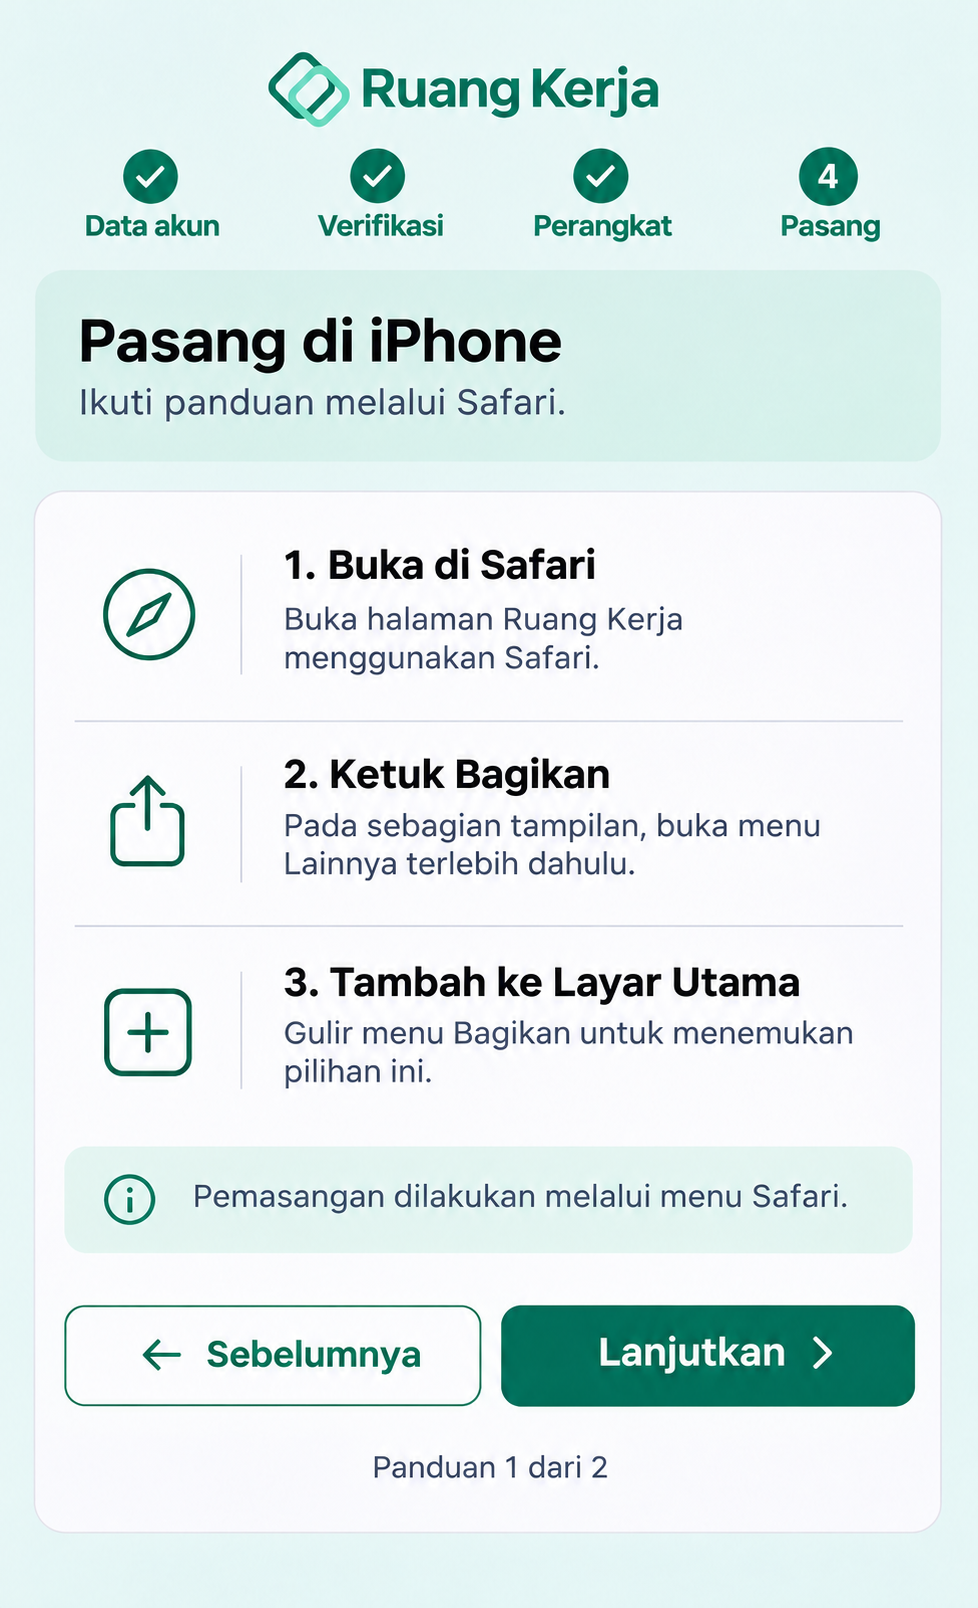 Ruang Kerja
Data akun
Verifikasi
Perangkat
4
Pasang
Pasang di iPhone
Ikuti panduan melalui Safari.
1. Buka di Safari
Buka halaman Ruang Kerja
menggunakan Safari.
2. Ketuk Bagikan
Pada sebagian tampilan, buka menu
Lainnya terlebih dahulu.
3. Tambah ke Layar Utama
Gulir menu Bagikan untuk menemukan
pilihan ini.
Pemasangan dilakukan melalui menu Safari.
Sebelumnya
Lanjutkan
Panduan 1 dari 2